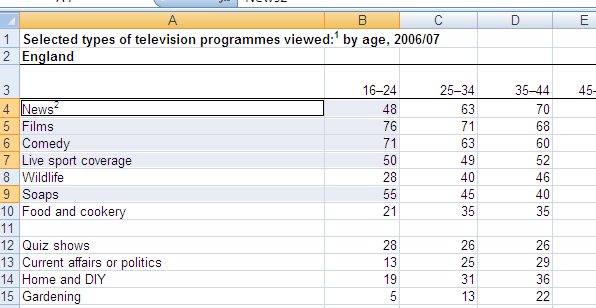 A B C D E
1 Selected types of television programmes viewed:¹ by age, 2006/07
2 England
3 16–24 25–34 35–44 45-
4 News² 48 63 70
5 Films 76 71 68
6 Comedy 71 63 60
7 Live sport coverage 50 49 52
8 Wildlife 28 40 46
9 Soaps 55 45 40
10 Food and cookery 21 35 35
11
12 Quiz shows 28 26 26
13 Current affairs or politics 13 25 29
14 Home and DIY 19 31 36
15 Gardening 5 13 22